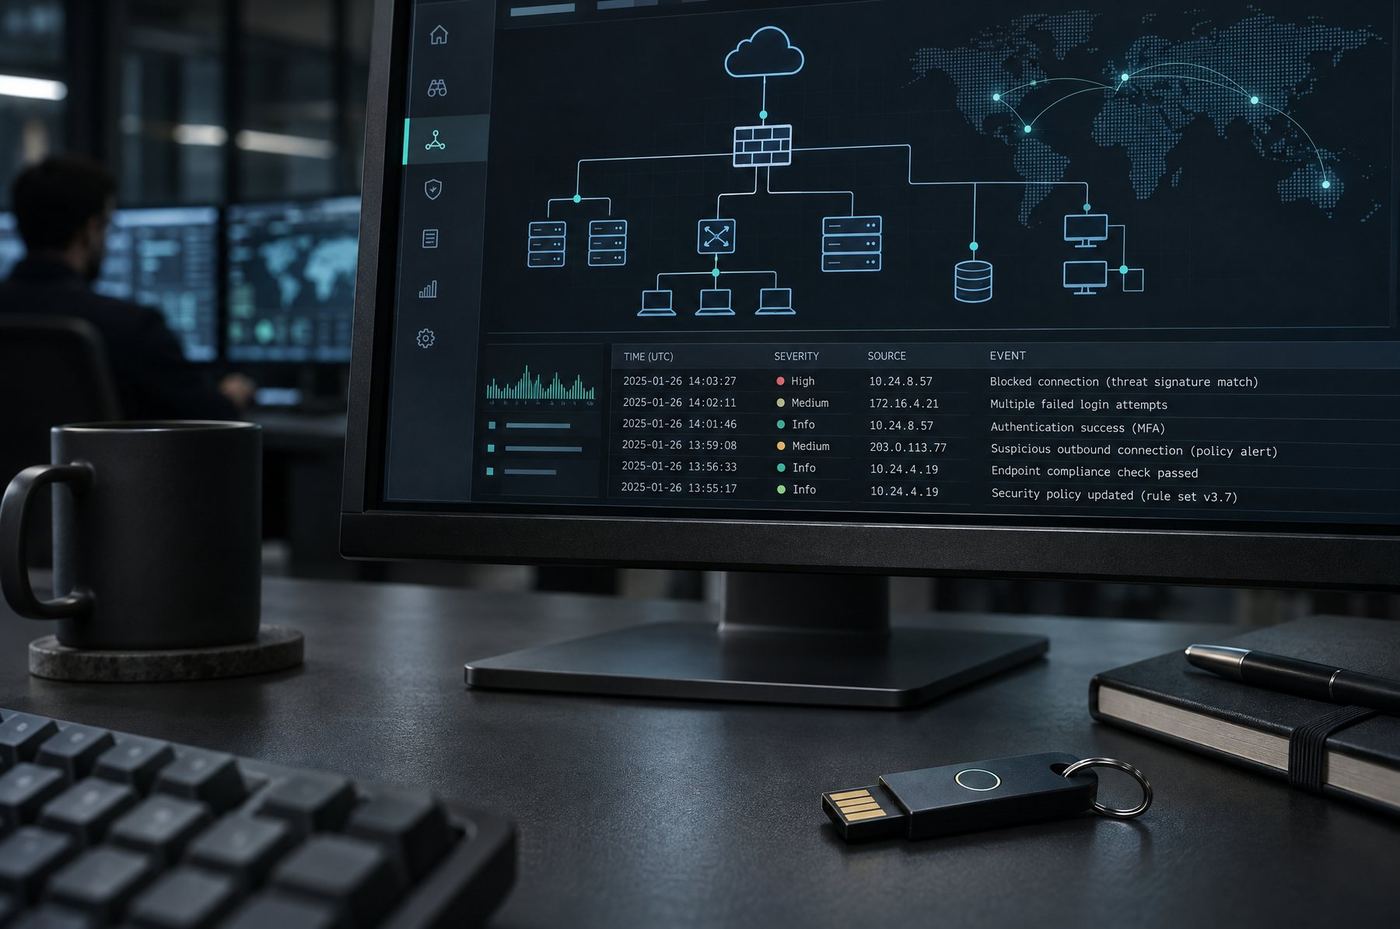 TIME (UTC) SEVERITY SOURCE EVENT
2025-01-26 14:03:27 High 10.24.8.57 Blocked connection (threat signature match)
2025-01-26 14:02:11 Medium 172.16.4.21 Multiple failed login attempts
2025-01-26 14:01:46 Info 10.24.8.57 Authentication success (MFA)
2025-01-26 13:59:08 Medium 203.0.113.77 Suspicious outbound connection (policy alert)
2025-01-26 13:56:33 Info 10.24.4.19 Endpoint compliance check passed
2025-01-26 13:55:17 Info 10.24.4.19 Security policy updated (rule set v3.7)